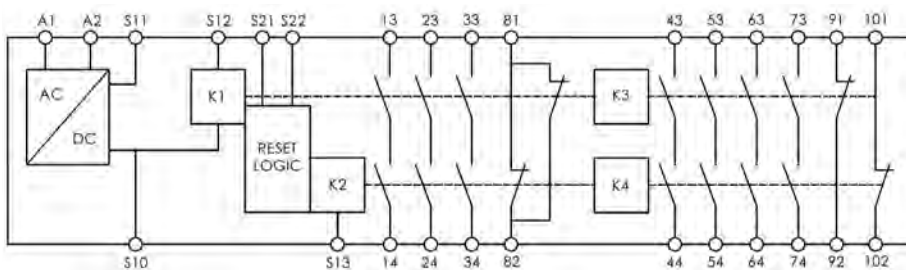 A1 A2 S11 S12 S21 S22 13 23 33 81 43 53 63 73 91 101
AC
DC
K1
K3
RESET
LOGIC
K2
K4
S10 S13 14 24 34 82 44 54 64 74 92 102